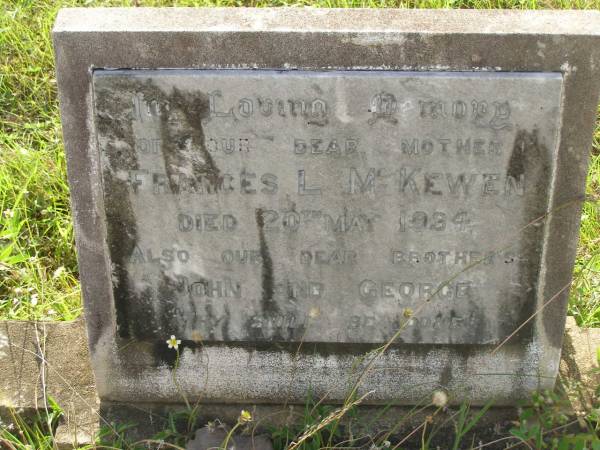 In Loving Memory
OF OUR DEAR MOTHER
FRANCES L. McKEWEN
DIED 20TH MAY 1934
ALSO OUR DEAR BROTHERS
JOHN AND GEORGE